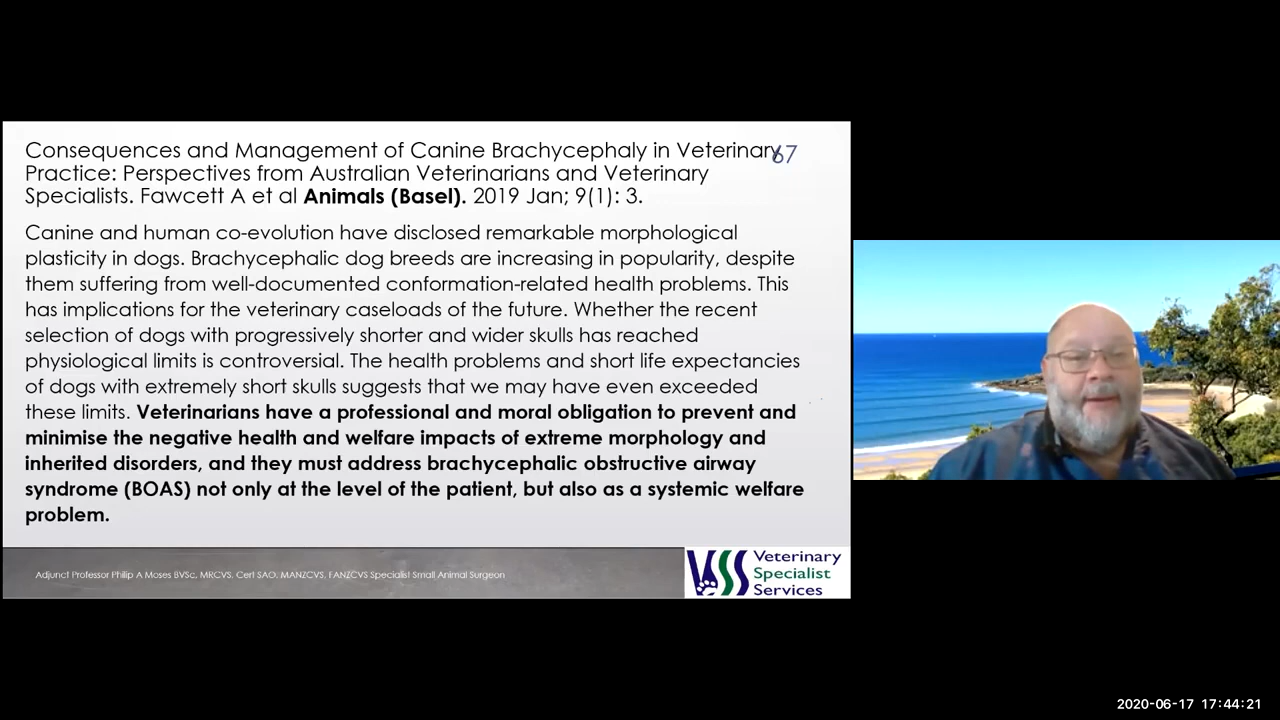 Consequences and Management of Canine Brachycephaly in Veterinary
67
Practice: Perspectives from Australian Veterinarians and Veterinary
Specialists. Fawcett A et al Animals (Basel). 2019 Jan; 9(1): 3.
Canine and human co-evolution have disclosed remarkable morphological
plasticity in dogs. Brachycephalic dog breeds are increasing in popularity, despite
them suffering from well-documented conformation-related health problems. This
has implications for the veterinary caseloads of the future. Whether the recent
selection of dogs with progressively shorter and wider skulls has reached
physiological limits is controversial. The health problems and short life expectancies
of dogs with extremely short skulls suggests that we may have even exceeded
these limits. Veterinarians have a professional and moral obligation to prevent and
minimise the negative health and welfare impacts of extreme morphology and
inherited disorders, and they must address brachycephalic obstructive airway
syndrome (BOAS) not only at the level of the patient, but also as a systemic welfare
problem.
Adjunct Professor Philip A Moses BVSc, MRCVS, Cert SAO, MANZCVS, FANZCVS Specialist Small Animal Surgeon
VSS Veterinary
Specialist
Services
2020-06-17 17:44:21